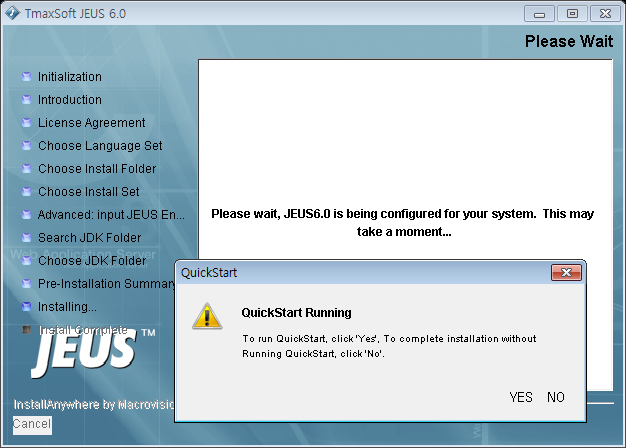 TmaxSoft JEUS 6.0
Please Wait
Initialization
Introduction
License Agreement
Choose Language Set
Choose Install Folder
Choose Install Set
Advanced: input JEUS En...
Search JDK Folder
Choose JDK Folder
Pre-Installation Summary
Installing...
Install Complete
Web Application Server
JEUS™
Please wait, JEUS6.0 is being configured for your system. This may
take a moment...
QuickStart
QuickStart Running
To run QuickStart, click 'Yes', To complete installation without
Running QuickStart, click 'No'.
YES NO
InstallAnywhere by Macrovisio
Cancel